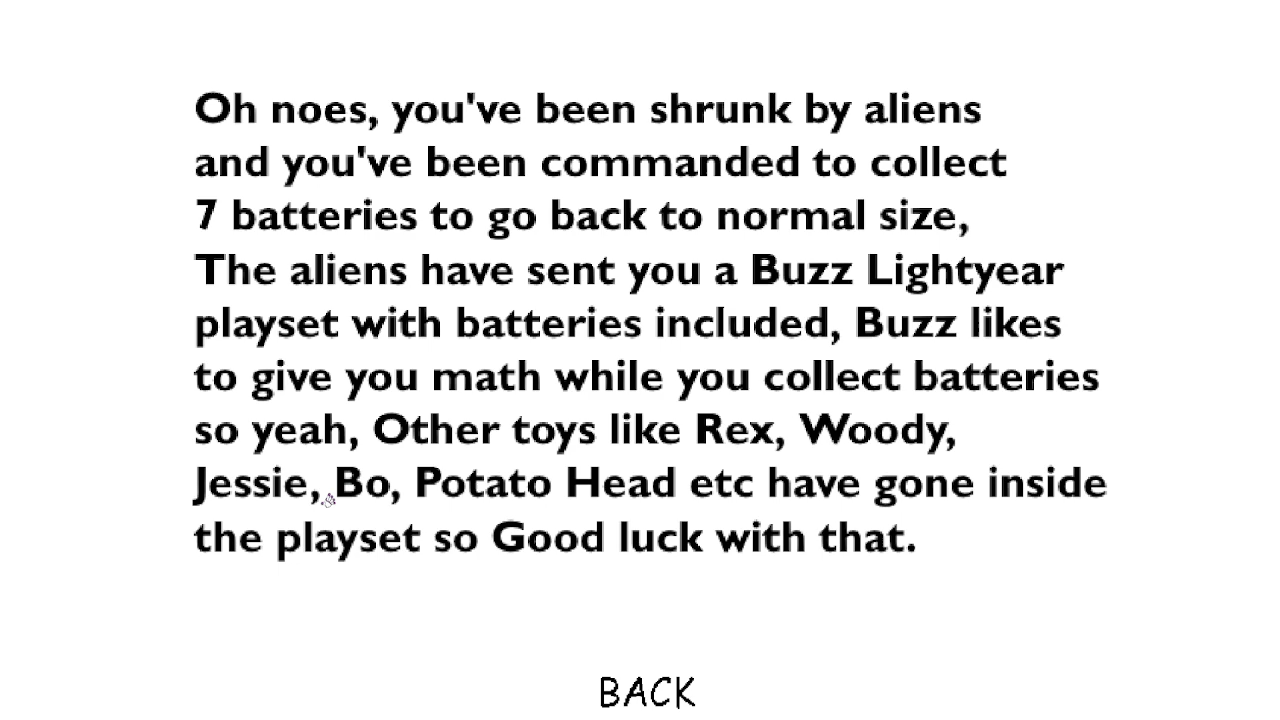 Oh noes, you've been shrunk by aliens
and you've been commanded to collect
7 batteries to go back to normal size,
The aliens have sent you a Buzz Lightyear
playset with batteries included, Buzz likes
to give you math while you collect batteries
so yeah, Other toys like Rex, Woody,
Jessie, Bo, Potato Head etc have gone inside
the playset so Good luck with that.
BACK